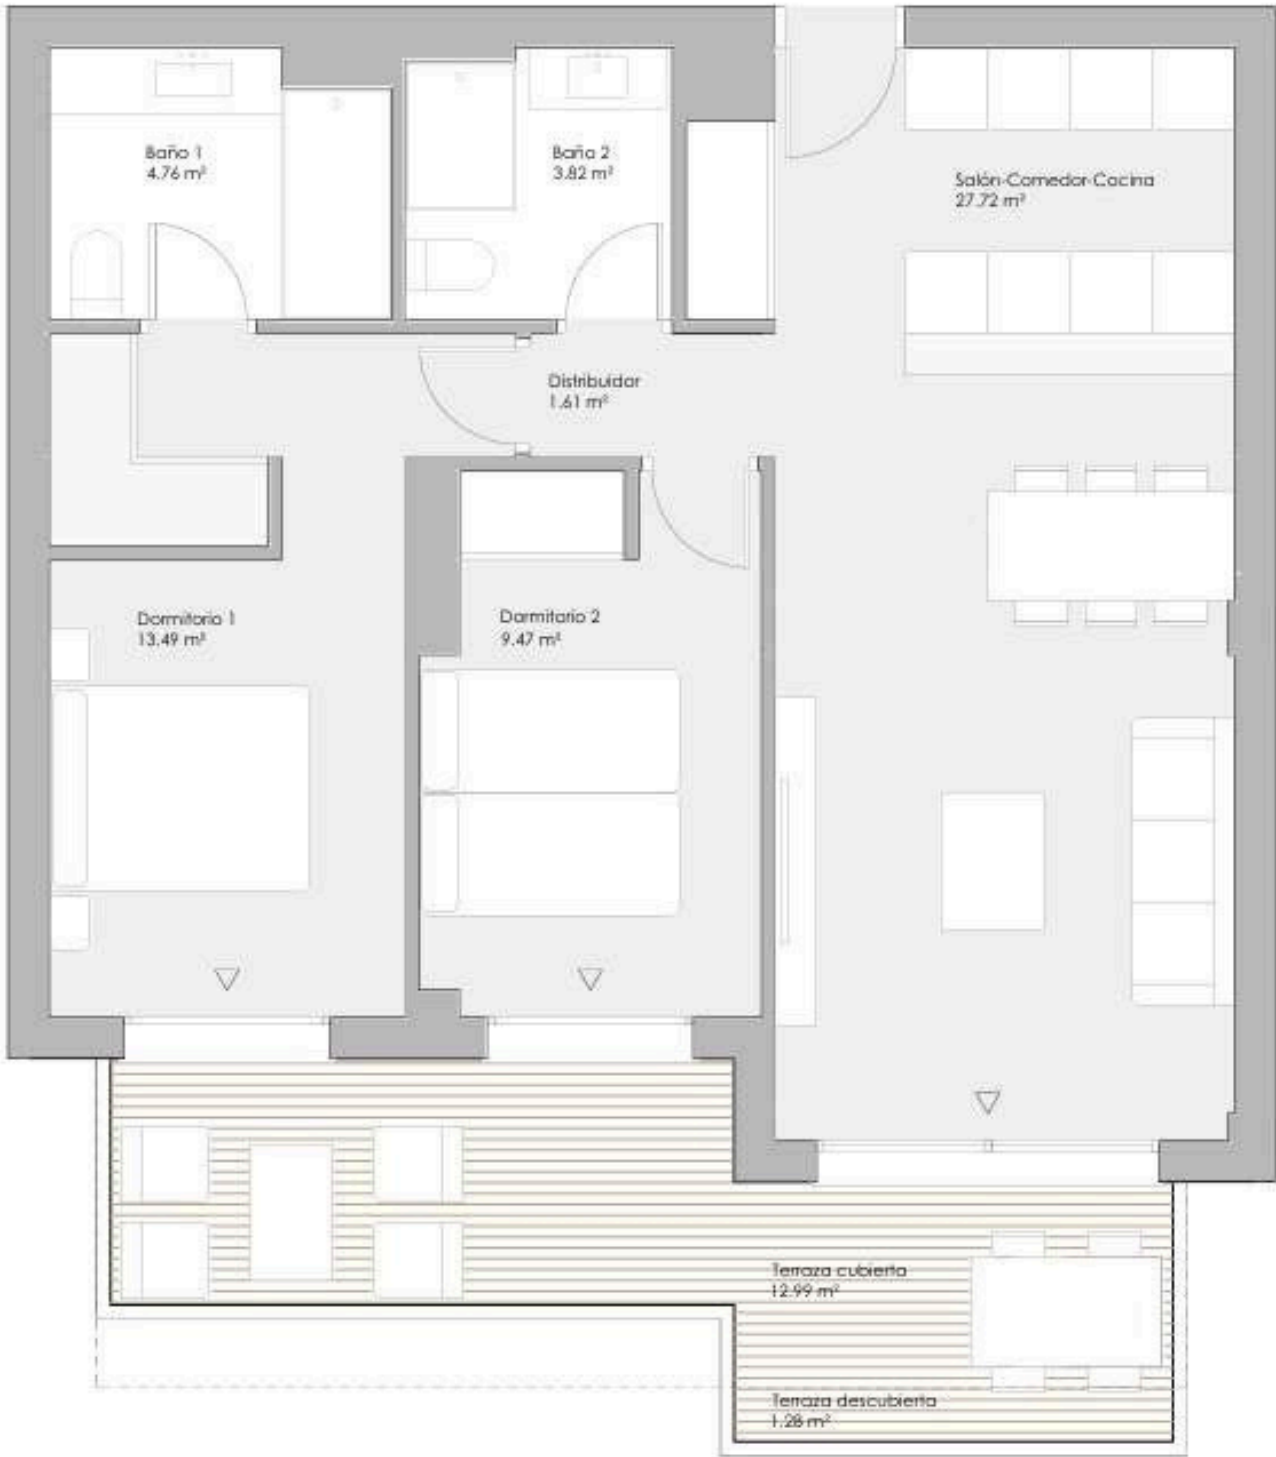 Baño 1
4.76 m²
Baño 2
3.82 m²
Salón-Comedor-Cocina
27.72 m²
Distribuidor
1.61 m²
Dormitorio 1
13.49 m²
Dormitorio 2
9.47 m²
Terraza cubierta
12.99 m²
Terraza descubierta
1.28 m²